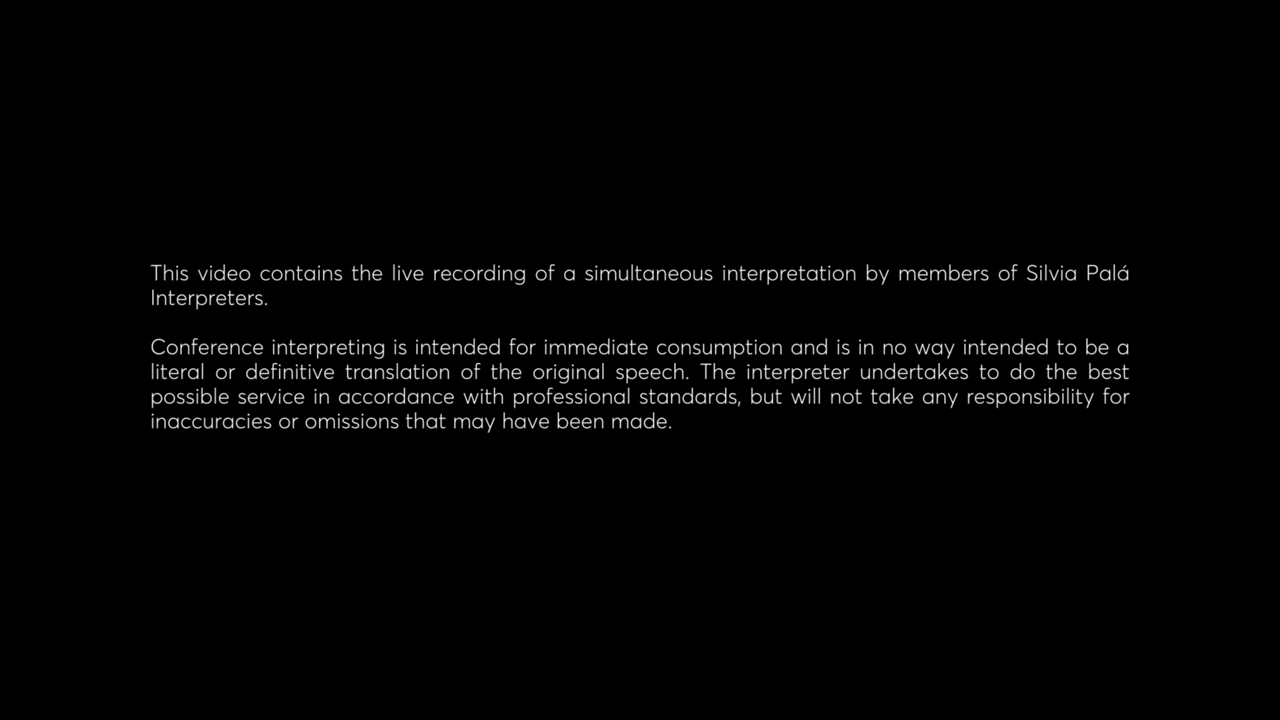 This video contains the live recording of a simultaneous interpretation by members of Silvia Palá
Interpreters.
Conference interpreting is intended for immediate consumption and is in no way intended to be a
literal or definitive translation of the original speech. The interpreter undertakes to do the best
possible service in accordance with professional standards, but will not take any responsibility for
inaccuracies or omissions that may have been made.